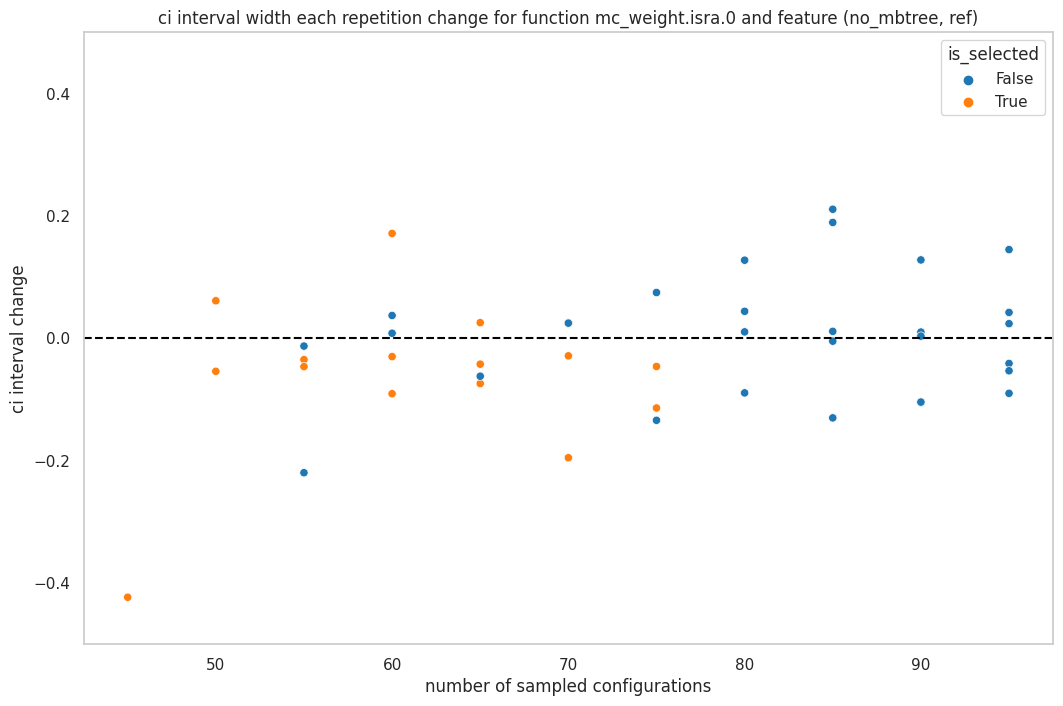 ci interval width each repetition change for function mc_weight.isra.0 and feature (no_mbtree, ref)
is_selected
False
True
0.4
0.2
0.0
−0.2
−0.4
ci interval change
50
60
70
80
90
number of sampled configurations